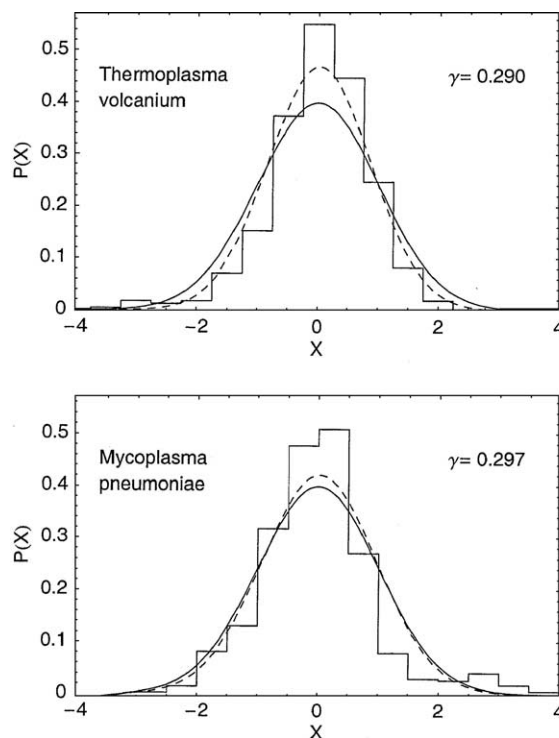 0.5
0.4
0.3
0.2
0.1
0
P(X)
Thermoplasma
volcanium
γ= 0.290
−4 −2 0 2 4
X
0.5
0.4
0.3
0.2
0.1
0
P(X)
Mycoplasma
pneumoniae
γ= 0.297
−4 −2 0 2 4
X